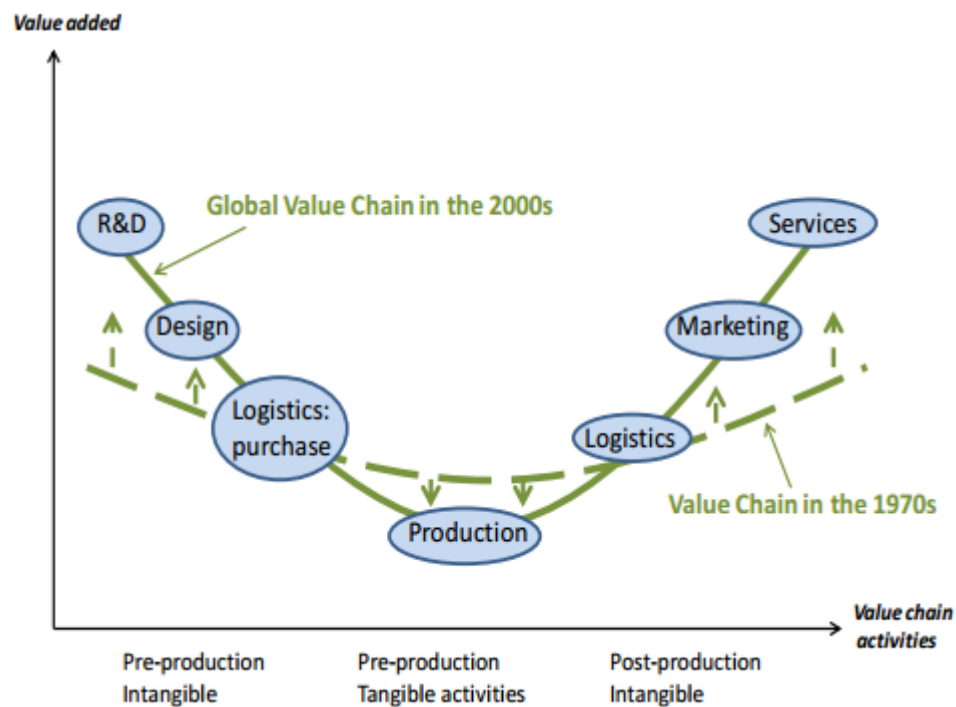 Value added
Global Value Chain in the 2000s
R&D
Services
Design
Marketing
Logistics:
purchase
Logistics
Value Chain in the 1970s
Production
Value chain
activities
Pre-production
Intangible
Pre-production
Tangible activities
Post-production
Intangible